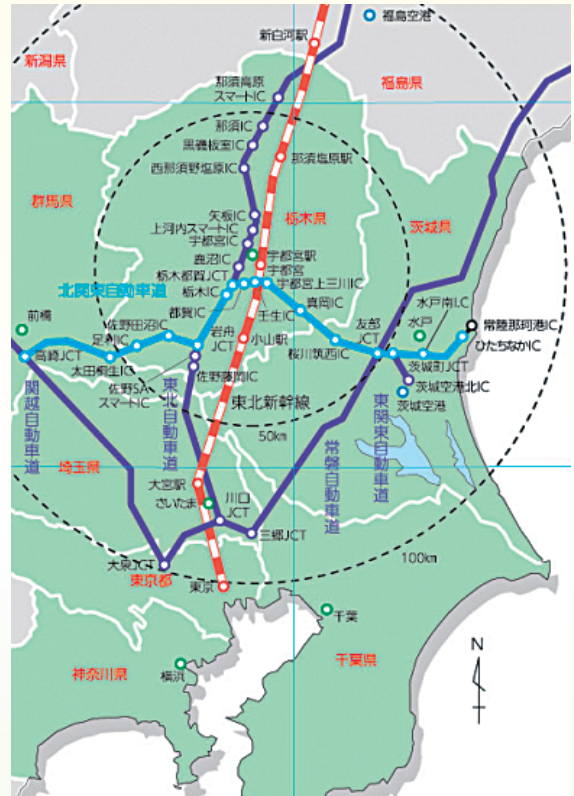 新白河駅
福島空港
新潟県
福島県
那須高原
スマートIC
那須IC
黒磯板室IC
那須塩原駅
西那須野塩原IC
群馬県
矢板IC
栃木県
茨城県
上河内スマートIC
宇都宮IC
宇都宮駅
鹿沼IC
宇都宮
栃木都賀JCT
宇都宮上三川IC
北関東自動車道
栃木IC
真岡IC
水戸南I.C
都賀IC
壬生IC
前橋
佐野田沼IC
岩舟
JCT
友部
JCT
水戸
常陸那珂港IC
足利IC
小山駅
ひたちなかIC
高崎JCT
桜川筑西IC
茨城町JCT
太田桐生IC
佐野藤岡IC
佐野SA
スマートIC
茨城空港北IC
茨城空港
東北新幹線
関越自動車道
東北自動車道
50km
常磐自動車道
東関東自動車道
埼玉県
大宮駅
さいたま
川口
JCT
三郷JCT
100km
大泉JCT
東京都
東京
千葉
N
神奈川県
横浜
千葉県